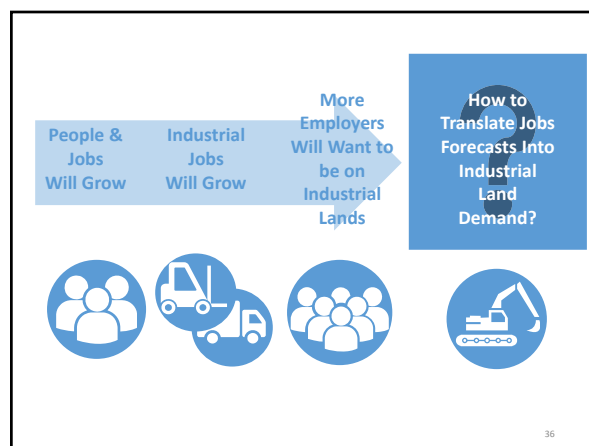 People &
Jobs
Will Grow
Industrial
Jobs
Will Grow
More
Employers
Will Want to
be on
Industrial
Lands
How to
Translate Jobs
Forecasts Into
Industrial
Land
Demand?
?
36